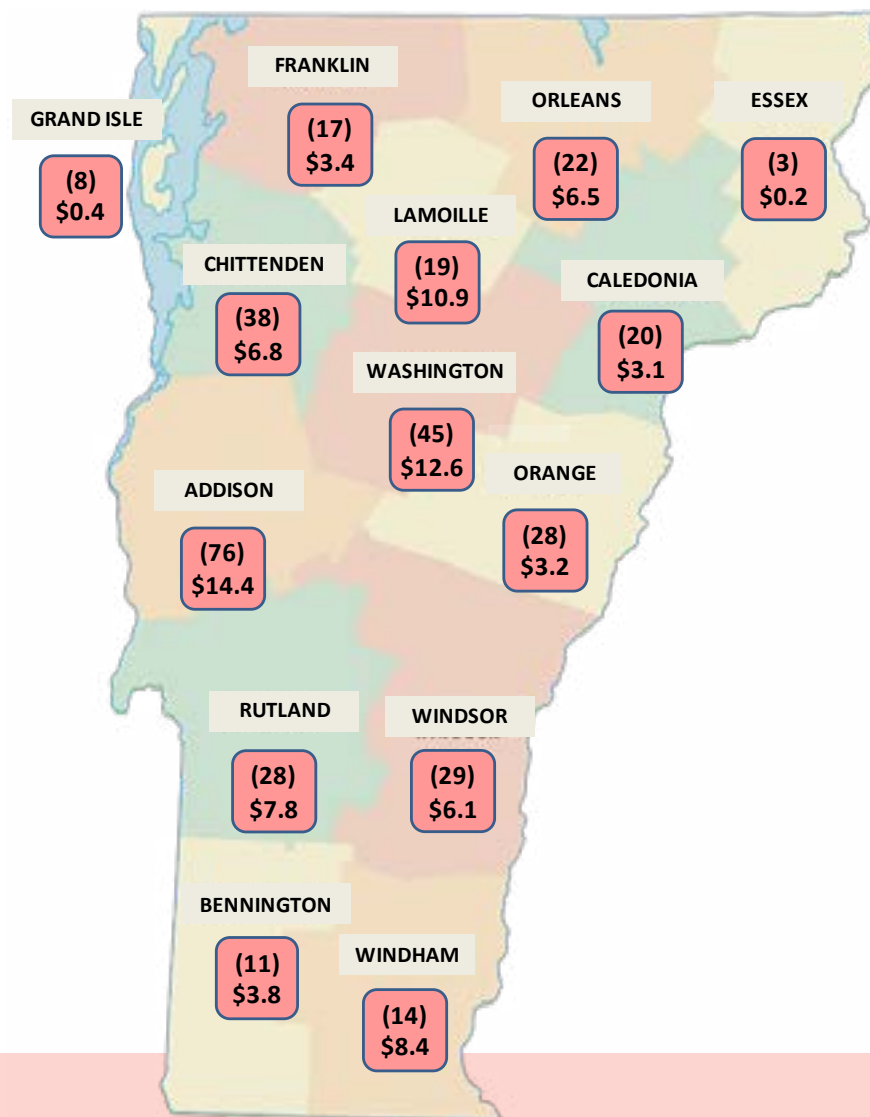 FRANKLIN
(17)
$3.4
ORLEANS
(22)
$6.5
ESSEX
(3)
$0.2
GRAND ISLE
(8)
$0.4
LAMOILLE
(19)
$10.9
CHITTENDEN
(38)
$6.8
CALEDONIA
(20)
$3.1
WASHINGTON
(45)
$12.6
ORANGE
(28)
$3.2
ADDISON
(76)
$14.4
RUTLAND
(28)
$7.8
WINDSOR
(29)
$6.1
BENNINGTON
(11)
$3.8
WINDHAM
(14)
$8.4